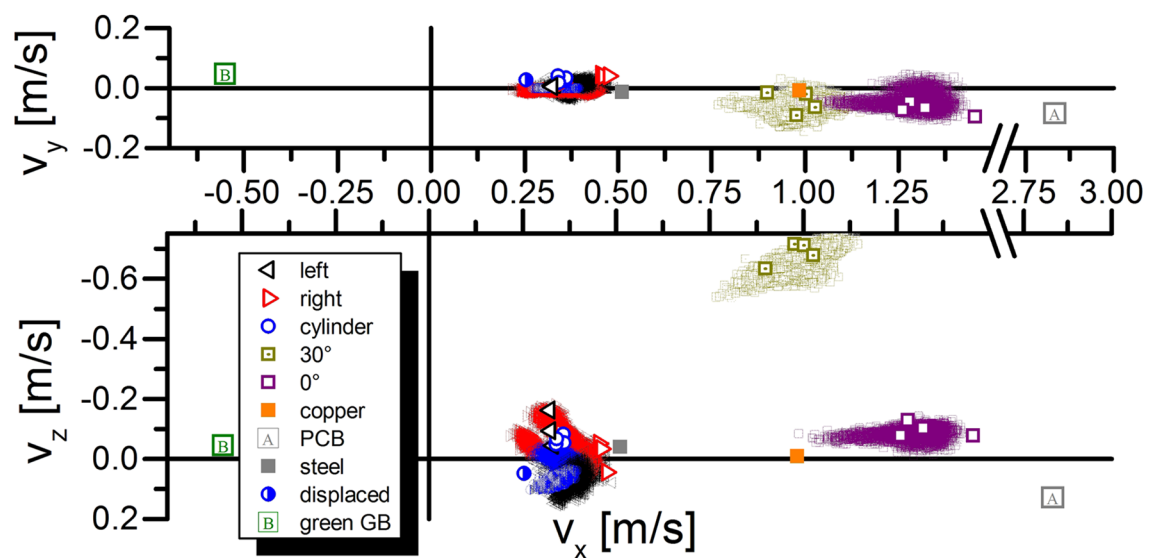 0.2
0.0
-0.2
v_y [m/s]
B
A
-0.50 -0.25 0.00 0.25 0.50 0.75 1.00 1.25 2.75 3.00
-0.6
-0.4
-0.2
0.0
0.2
v_z [m/s]
B
A
left
right
cylinder
30°
0°
copper
A PCB
steel
displaced
B green GB
v_x [m/s]